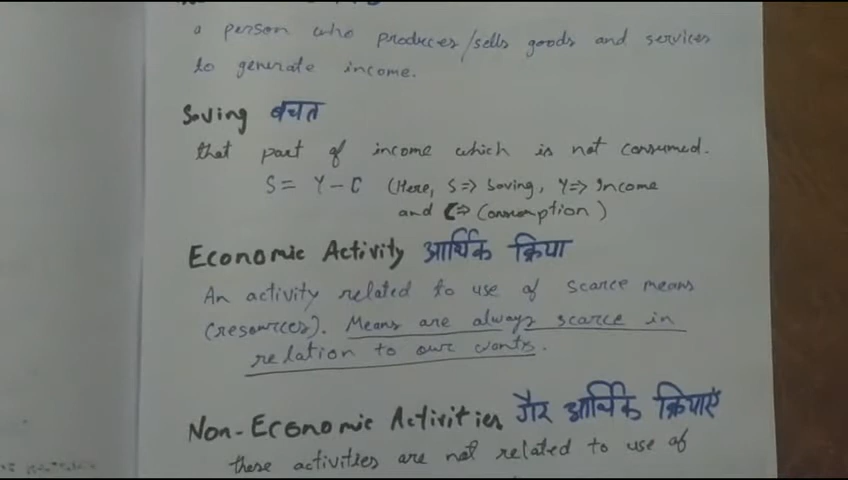 a person who produces/sells goods and services
to generate income.
Saving बचत
that part of income which is not consumed.
S = Y - C (Here, S => Saving, Y => Income
and C => Consumption)
Economic Activity आर्थिक क्रिया
An activity related to use of scarce means
(resources). Means are always scarce in
relation to our wants.
Non-Economic Activities गैर आर्थिक क्रियाएं
these activities are not related to use of